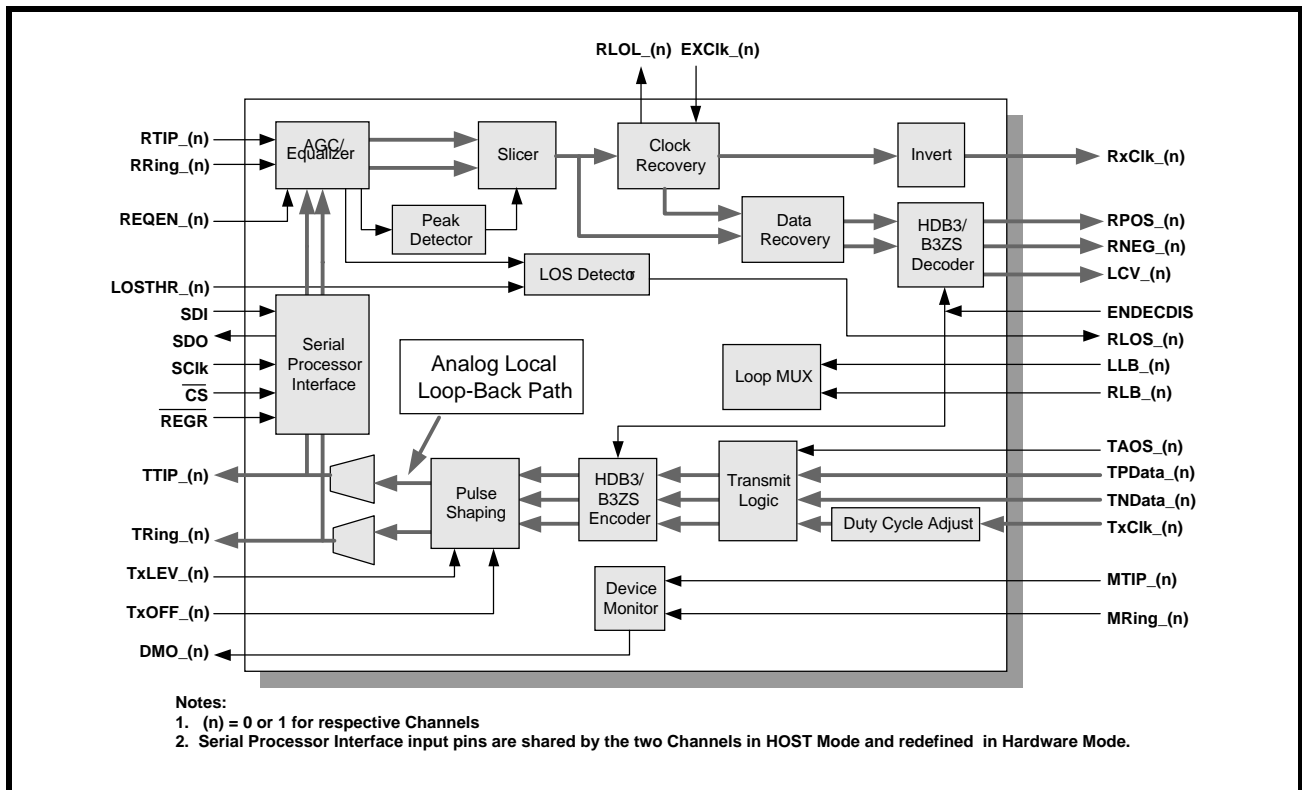 RLOL_(n) EXClk_(n)
RTIP_(n)
RRing_(n)
REQEN_(n)
LOSTHR_(n)
SDI
SDO
SClk
CS
REGR
TTIP_(n)
TRing_(n)
TxLEV_(n)
TxOFF_(n)
DMO_(n)
AGC/
Equalizer
Slicer
Clock
Recovery
Invert
Peak
Detector
Data
Recovery
HDB3/
B3ZS
Decoder
LOS Detector
Serial
Processor
Interface
Analog Local
Loop-Back Path
Loop MUX
Pulse
Shaping
HDB3/
B3ZS
Encoder
Transmit
Logic
Duty Cycle Adjust
Device
Monitor
RxClk_(n)
RPOS_(n)
RNEG_(n)
LCV_(n)
ENDECDIS
RLOS_(n)
LLB_(n)
RLB_(n)
TAOS_(n)
TPData_(n)
TNData_(n)
TxClk_(n)
MTIP_(n)
MRing_(n)
Notes:
1. (n) = 0 or 1 for respective Channels
2. Serial Processor Interface input pins are shared by the two Channels in HOST Mode and redefined in Hardware Mode.